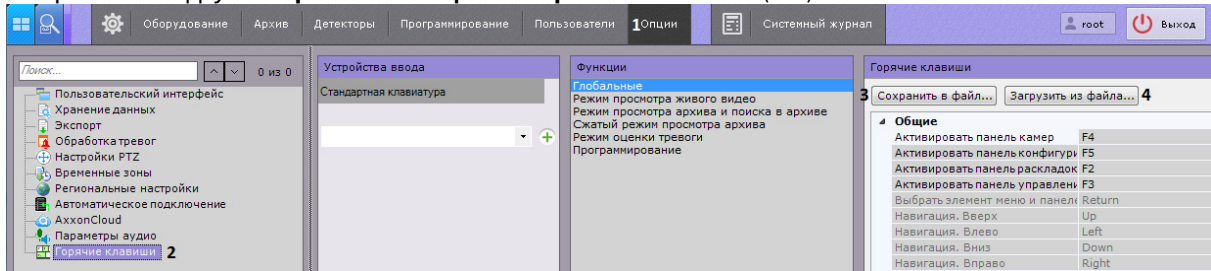 Оборудование Архив Детекторы Программирование Пользователи 1 Опции Системный журнал root Выход
Поиск... 0 из 0
Пользовательский интерфейс
Хранение данных
Экспорт
Обработка тревог
Настройки PTZ
Временные зоны
Региональные настройки
Автоматическое подключение
AxxonCloud
Параметры аудио
Горячие клавиши 2
Устройства ввода
Стандартная клавиатура
Функции
Глобальные
Режим просмотра живого видео
Режим просмотра архива и поиска в архиве
Сжатый режим просмотра архива
Режим оценки тревоги
Программирование
Горячие клавиши
3 Сохранить в файл... Загрузить из файла... 4
Общие
Активировать панель камер F4
Активировать панель конфигури F5
Активировать панель раскладок F2
Активировать панель управлени F3
Выбрать элемент меню и панели Return
Навигация. Вверх Up
Навигация. Влево Left
Навигация. Вниз Down
Навигация. Вправо Right